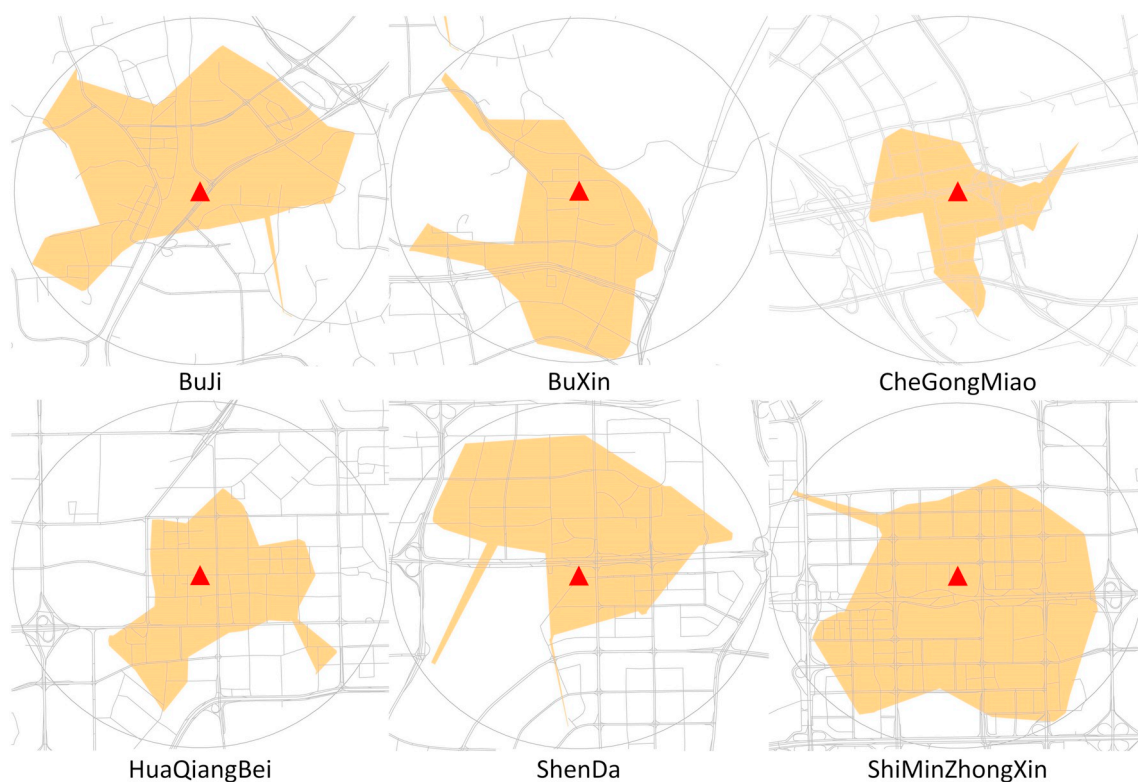 BuJi
BuXin
CheGongMiao
HuaQiangBei
ShenDa
ShiMinZhongXin